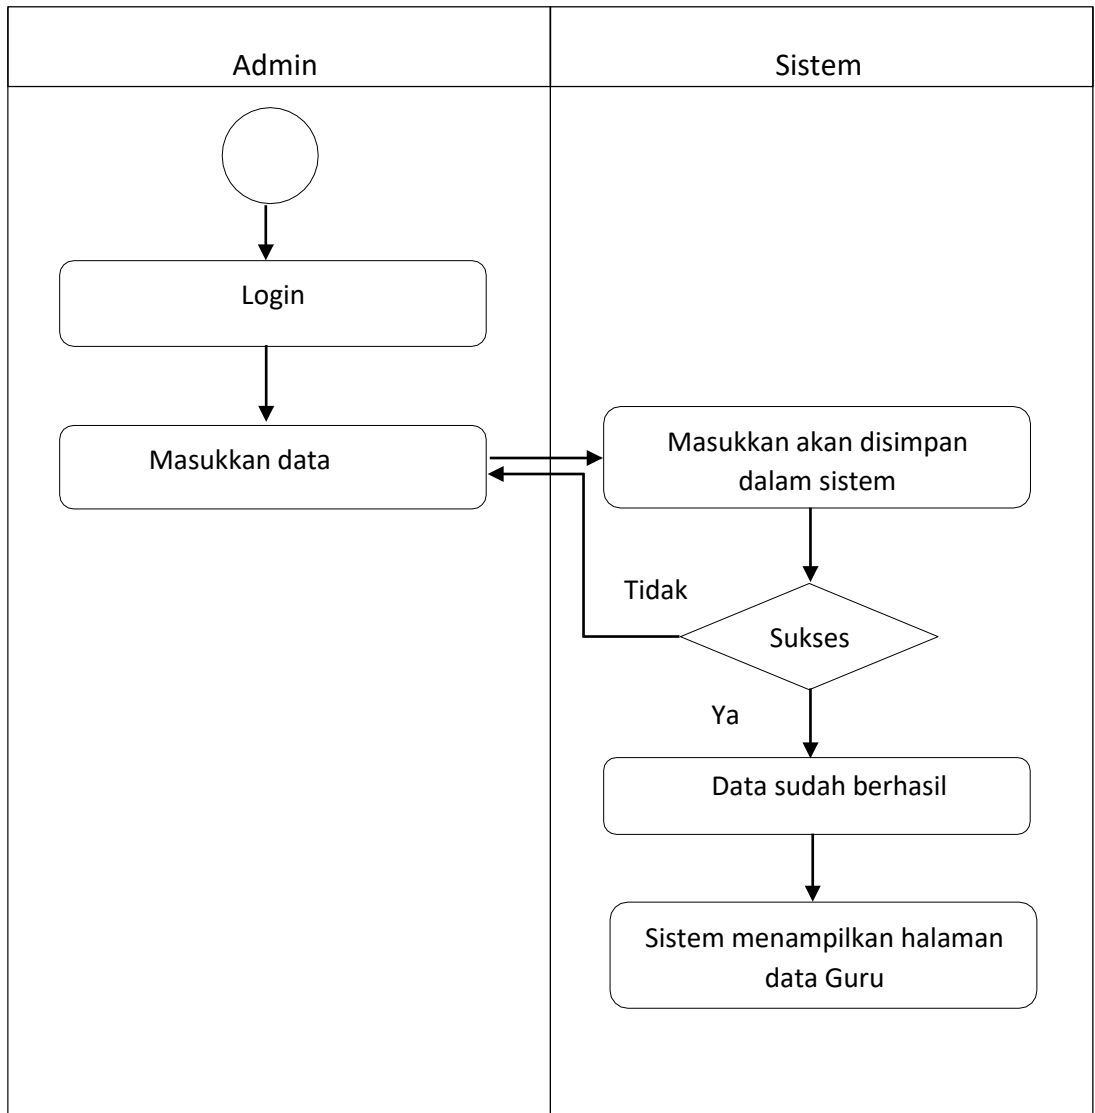 Admin
Sistem
Login
Masukkan data
Masukkan akan disimpan
dalam sistem
Tidak
Sukses
Ya
Data sudah berhasil
Sistem menampilkan halaman
data Guru